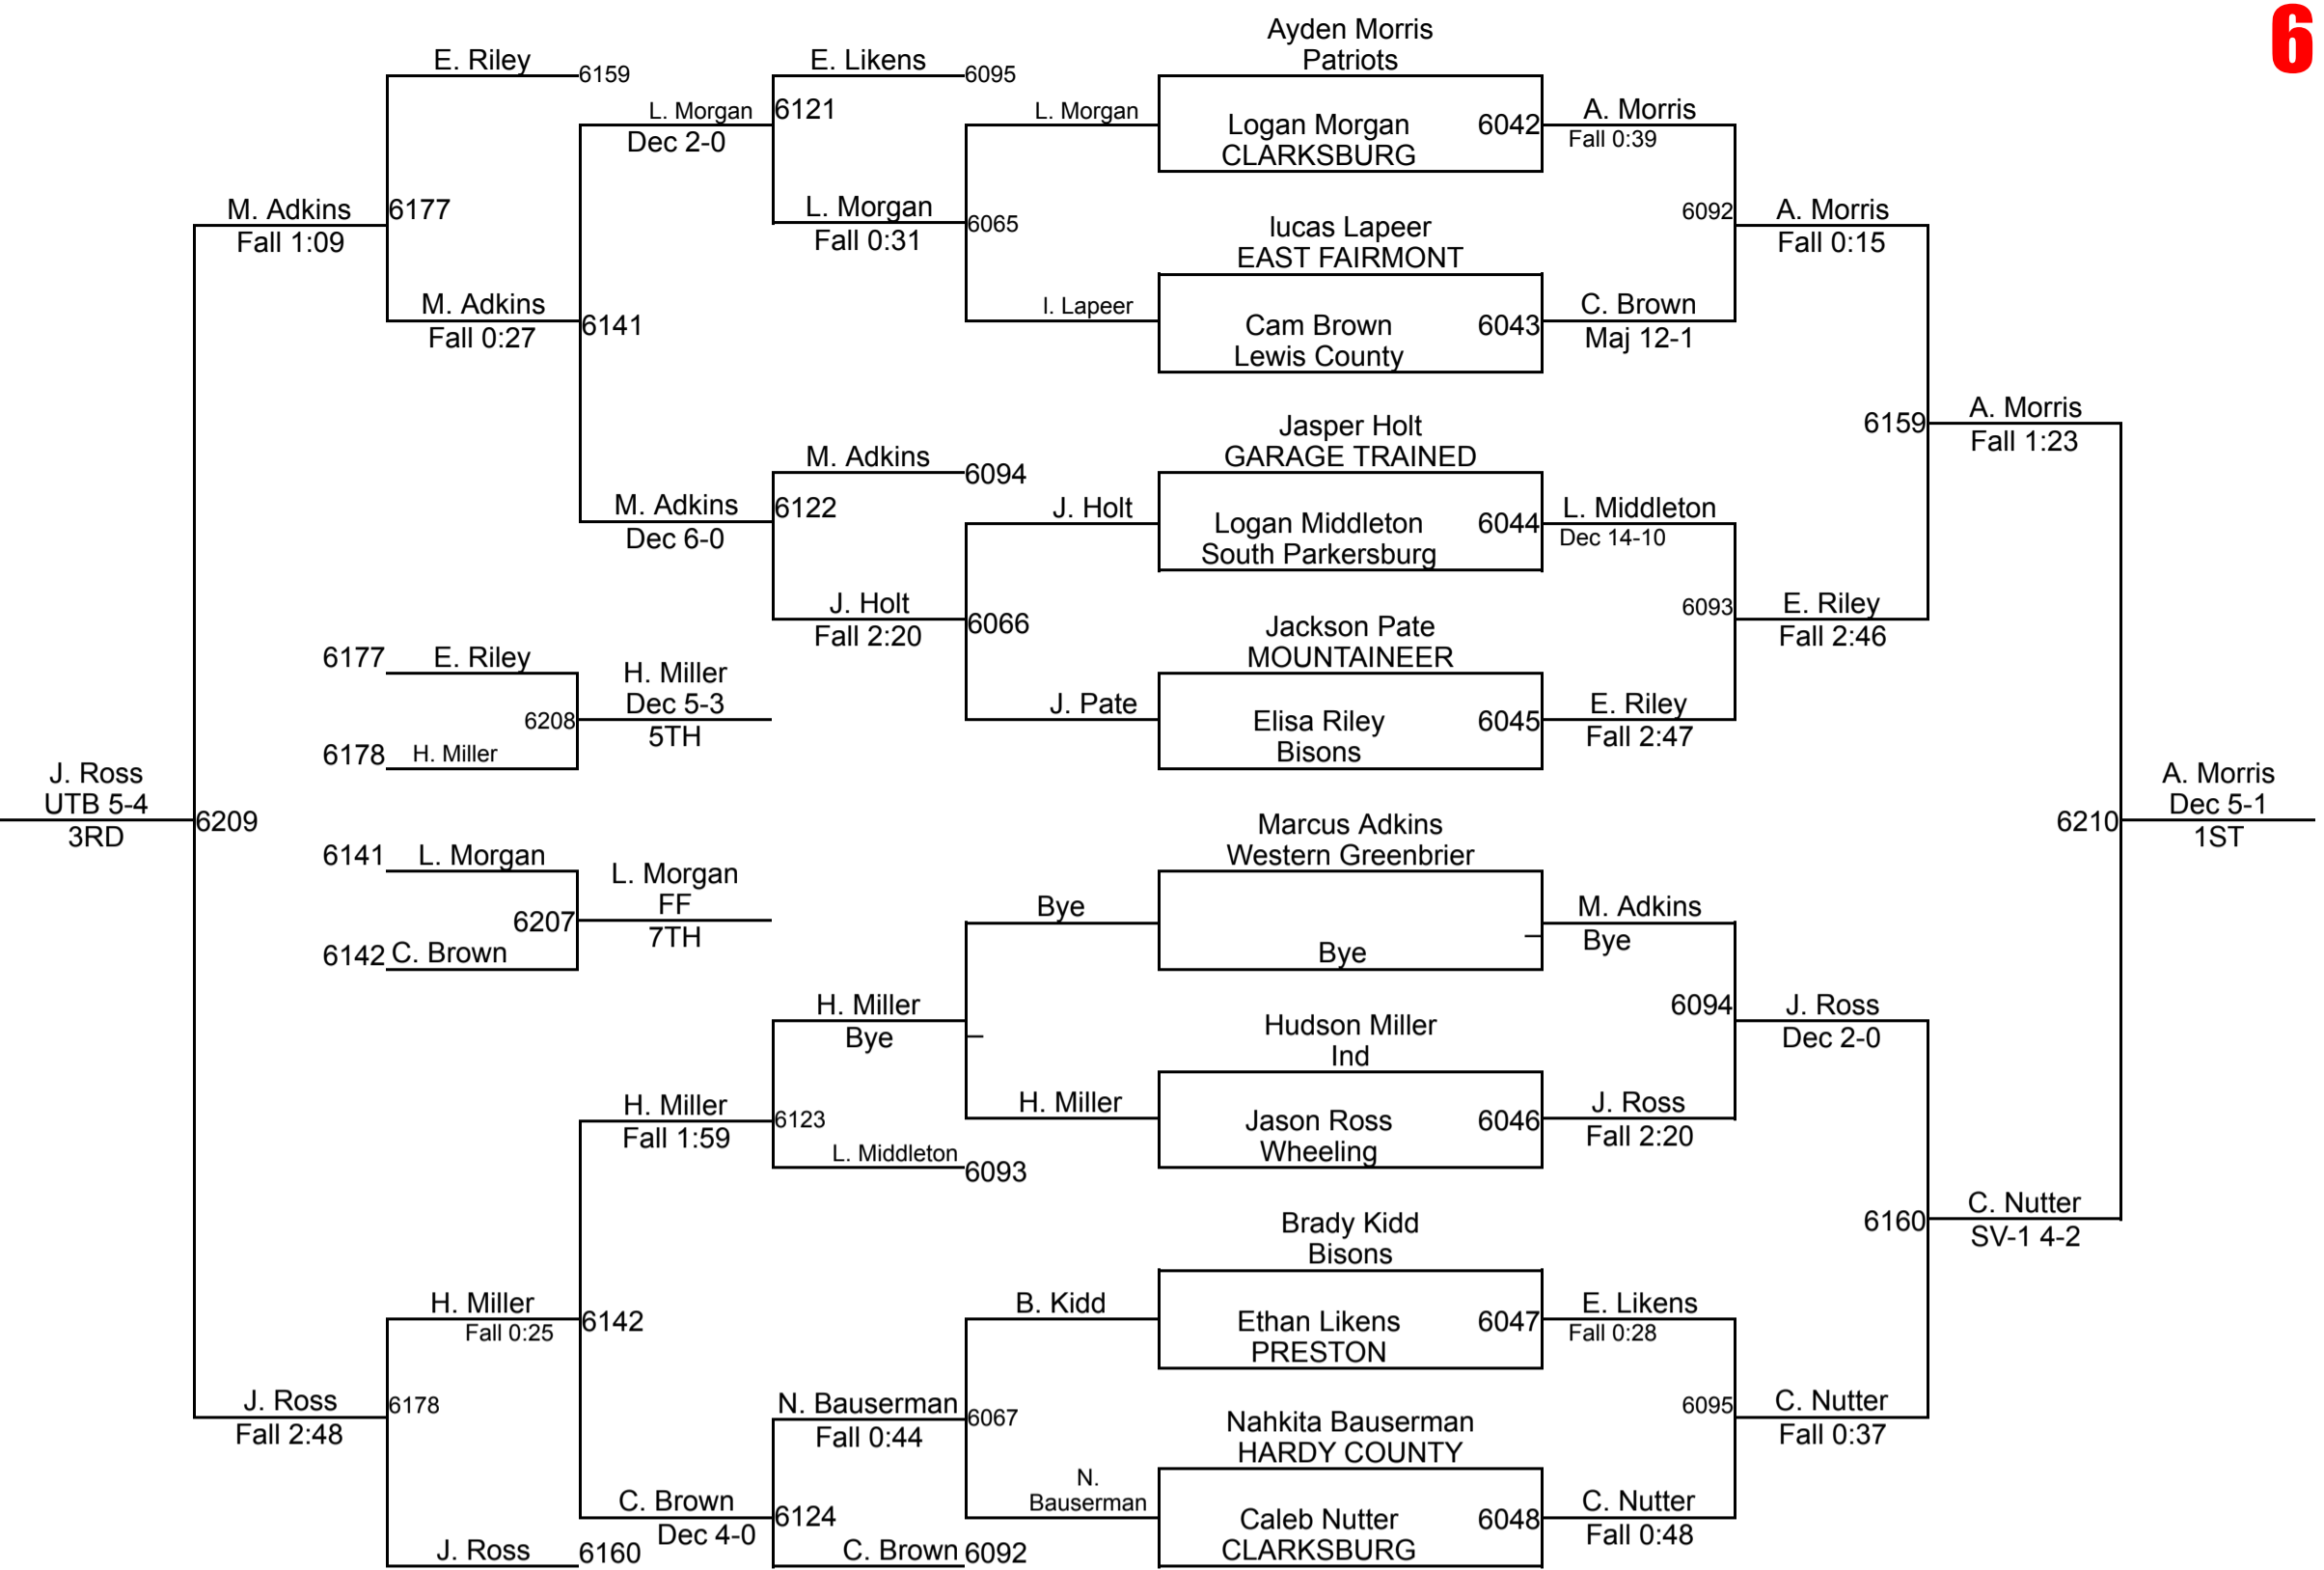 6
Ayden Morris
Patriots
E. Riley
6159
E. Likens
6095
L. Morgan
6121
Dec 2-0
L. Morgan
Logan Morgan
CLARKSBURG
6042
A. Morris
Fall 0:39
M. Adkins
6177
Fall 1:09
L. Morgan
Fall 0:31
6065
lucas Lapeer
EAST FAIRMONT
6092
A. Morris
Fall 0:15
M. Adkins
Fall 0:27
6141
l. Lapeer
Cam Brown
Lewis County
6043
C. Brown
Maj 12-1
Jasper Holt
GARAGE TRAINED
6159
A. Morris
Fall 1:23
M. Adkins
6094
M. Adkins
6122
Dec 6-0
J. Holt
Logan Middleton
South Parkersburg
6044
L. Middleton
Dec 14-10
J. Holt
Fall 2:20
6066
Jackson Pate
MOUNTAINEER
6093
E. Riley
Fall 2:46
6177
E. Riley
H. Miller
Dec 5-3
5TH
6208
6178
H. Miller
J. Pate
Elisa Riley
Bisons
6045
E. Riley
Fall 2:47
J. Ross
UTB 5-4
3RD
6209
Marcus Adkins
Western Greenbrier
6210
A. Morris
Dec 5-1
1ST
6141
L. Morgan
L. Morgan
FF
7TH
6207
6142
C. Brown
Bye
Bye
M. Adkins
Bye
H. Miller
Bye
Hudson Miller
Ind
6094
J. Ross
Dec 2-0
H. Miller
Fall 1:59
6123
H. Miller
Jason Ross
Wheeling
6046
J. Ross
Fall 2:20
L. Middleton
6093
Brady Kidd
Bisons
6160
C. Nutter
SV-1 4-2
H. Miller
Fall 0:25
6142
B. Kidd
Ethan Likens
PRESTON
6047
E. Likens
Fall 0:28
J. Ross
Fall 2:48
6178
N. Bauserman
Fall 0:44
6067
Nahkita Bauserman
HARDY COUNTY
6095
C. Nutter
Fall 0:37
C. Brown
Dec 4-0
6124
N.
Bauserman
Caleb Nutter
CLARKSBURG
6048
C. Nutter
Fall 0:48
J. Ross
6160
C. Brown
6092